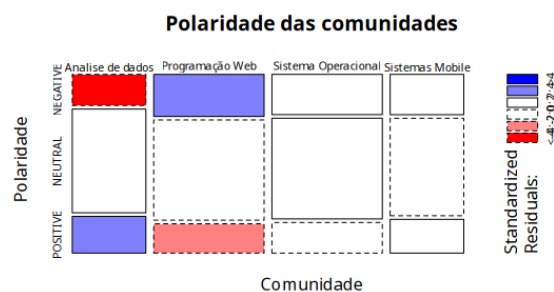 Polaridade das comunidades
Analise de dados Programação Web Sistema Operacional Sistemas Mobile
NEGATIVE
NEUTRAL
POSITIVE
Polaridade
Comunidade
Standardized
Residuals: